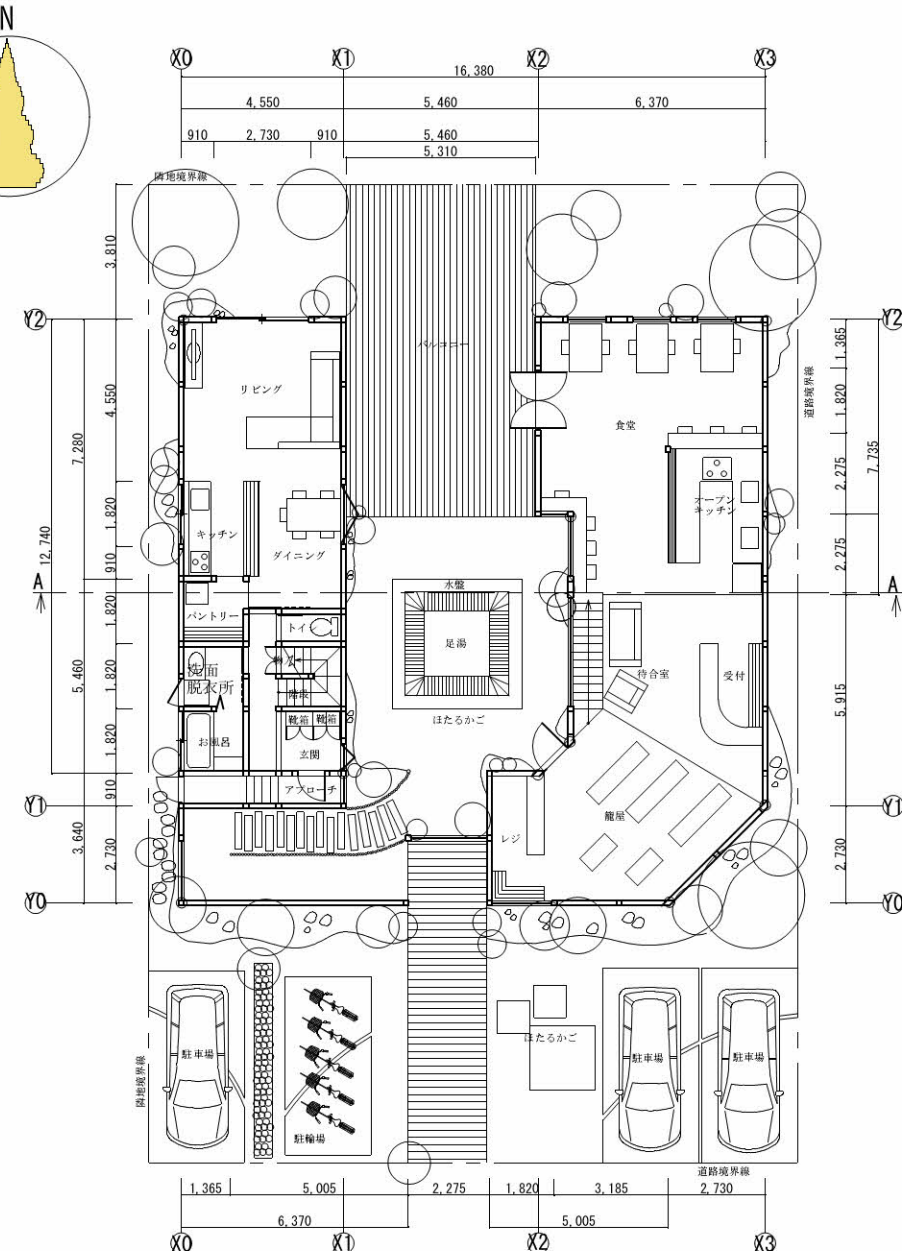 N
X0 X1 X2 X3
16,380
4,550 5,460 6,370
910 2,730 910 5,460
5,310
隣地境界線
3,810
Y2 Y2
バルコニー
1,365
道路境界線
リビング
4,550
1,820
食堂
7,280
2,275
7,735
オープン
キッチン
キッチン
ダイニング
1,820
2,275
12,740
910
水盤
A A
パントリー
1,820
トイレ
足湯
洗面
脱衣所
1,820
5,460
階段
待合室
受付
5,915
ほたるかご
靴箱 靴箱
お風呂
玄関
1,820
アプローチ
910
Y1 Y1
籠屋
レジ
3,640
2,730
2,730
Y0 Y0
駐車場
ほたるかご
駐車場
駐車場
隣地境界線
駐輪場
道路境界線
1,365 5,005 2,275 1,820 3,185 2,730
6,370 5,005
X0 X1 X2 X3